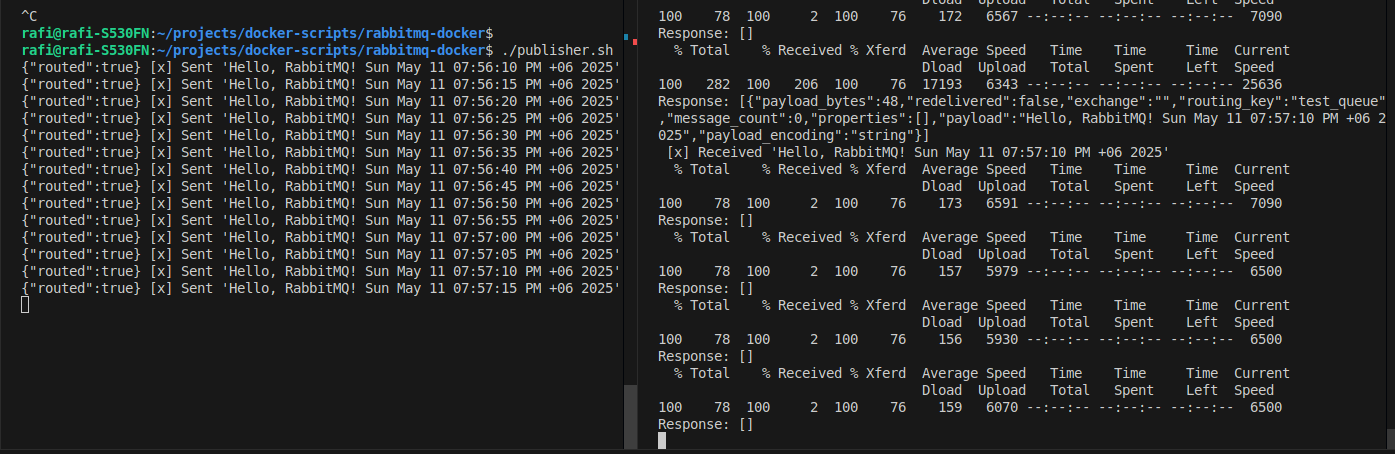 ^C
rafi@rafi-S530FN:~/projects/docker-scripts/rabbitmq-docker$
rafi@rafi-S530FN:~/projects/docker-scripts/rabbitmq-docker$ ./publisher.sh
{"routed":true} [x] Sent 'Hello, RabbitMQ! Sun May 11 07:56:10 PM +06 2025'
{"routed":true} [x] Sent 'Hello, RabbitMQ! Sun May 11 07:56:15 PM +06 2025'
{"routed":true} [x] Sent 'Hello, RabbitMQ! Sun May 11 07:56:20 PM +06 2025'
{"routed":true} [x] Sent 'Hello, RabbitMQ! Sun May 11 07:56:25 PM +06 2025'
{"routed":true} [x] Sent 'Hello, RabbitMQ! Sun May 11 07:56:30 PM +06 2025'
{"routed":true} [x] Sent 'Hello, RabbitMQ! Sun May 11 07:56:35 PM +06 2025'
{"routed":true} [x] Sent 'Hello, RabbitMQ! Sun May 11 07:56:40 PM +06 2025'
{"routed":true} [x] Sent 'Hello, RabbitMQ! Sun May 11 07:56:45 PM +06 2025'
{"routed":true} [x] Sent 'Hello, RabbitMQ! Sun May 11 07:56:50 PM +06 2025'
{"routed":true} [x] Sent 'Hello, RabbitMQ! Sun May 11 07:56:55 PM +06 2025'
{"routed":true} [x] Sent 'Hello, RabbitMQ! Sun May 11 07:57:00 PM +06 2025'
{"routed":true} [x] Sent 'Hello, RabbitMQ! Sun May 11 07:57:05 PM +06 2025'
{"routed":true} [x] Sent 'Hello, RabbitMQ! Sun May 11 07:57:10 PM +06 2025'
{"routed":true} [x] Sent 'Hello, RabbitMQ! Sun May 11 07:57:15 PM +06 2025'
Dload  Upload   Total   Spent    Left  Speed
100    78  100     2  100    76    172   6567 --:--:-- --:--:-- --:--:--  7090
Response: []
  % Total    % Received % Xferd  Average Speed   Time    Time     Time  Current
                                 Dload  Upload   Total   Spent    Left  Speed
100   282  100   206  100    76  17193   6343 --:--:-- --:--:-- --:--:-- 25636
Response: [{"payload_bytes":48,"redelivered":false,"exchange":"","routing_key":"test_queue"
,"message_count":0,"properties":[],"payload":"Hello, RabbitMQ! Sun May 11 07:57:10 PM +06 2
025","payload_encoding":"string"}]
 [x] Received 'Hello, RabbitMQ! Sun May 11 07:57:10 PM +06 2025'
  % Total    % Received % Xferd  Average Speed   Time    Time     Time  Current
                                 Dload  Upload   Total   Spent    Left  Speed
100    78  100     2  100    76    173   6591 --:--:-- --:--:-- --:--:--  7090
Response: []
  % Total    % Received % Xferd  Average Speed   Time    Time     Time  Current
                                 Dload  Upload   Total   Spent    Left  Speed
100    78  100     2  100    76    157   5979 --:--:-- --:--:-- --:--:--  6500
Response: []
  % Total    % Received % Xferd  Average Speed   Time    Time     Time  Current
                                 Dload  Upload   Total   Spent    Left  Speed
100    78  100     2  100    76    156   5930 --:--:-- --:--:-- --:--:--  6500
Response: []
  % Total    % Received % Xferd  Average Speed   Time    Time     Time  Current
                                 Dload  Upload   Total   Spent    Left  Speed
100    78  100     2  100    76    159   6070 --:--:-- --:--:-- --:--:--  6500
Response: []